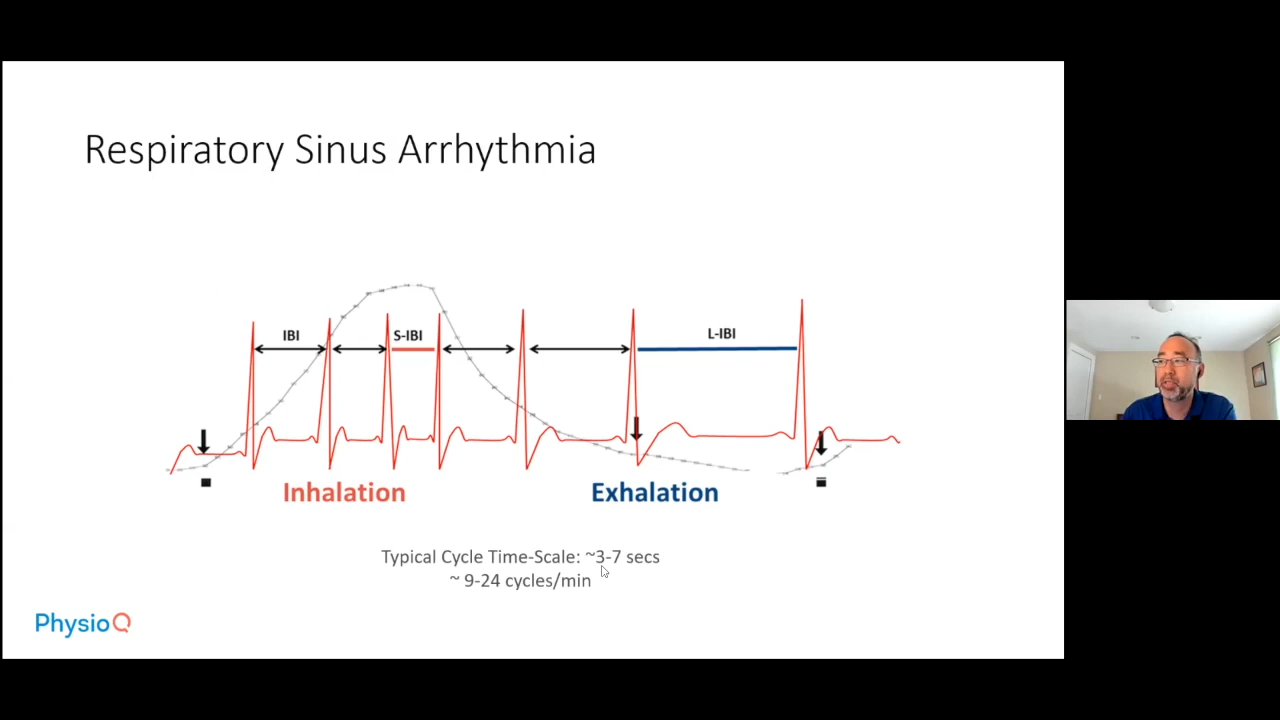 Respiratory Sinus Arrhythmia
IBI
S-IBI
L-IBI
Inhalation
Exhalation
Typical Cycle Time-Scale: ~3-7 secs
~ 9-24 cycles/min
PhysioQ